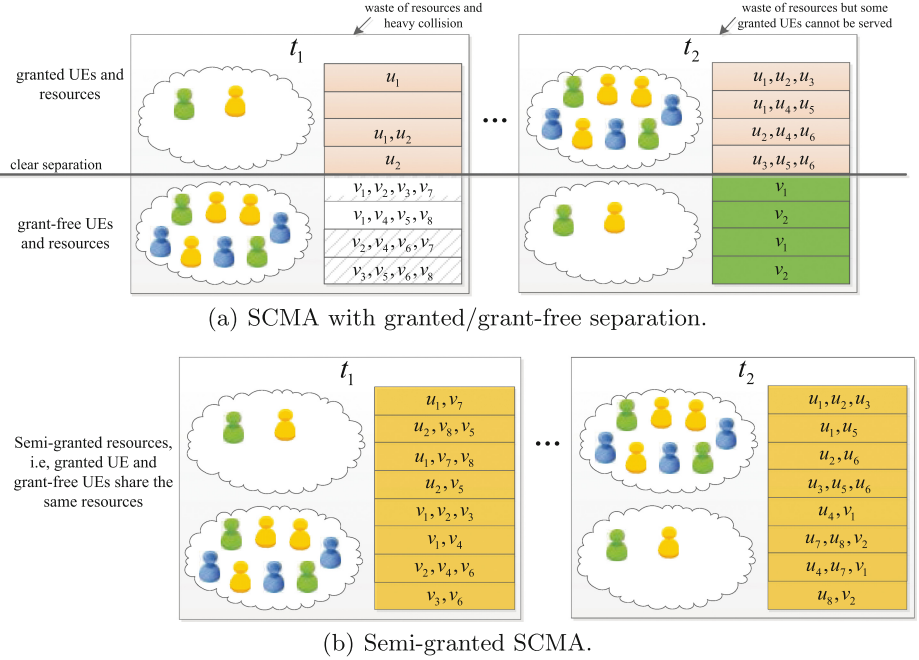 waste of resources and
heavy collision
waste of resources but some
granted UEs cannot be served
t₁
t₂
granted UEs and
resources
u₁
u₁,u₂
u₂
...
u₁,u₂,u₃
u₁,u₄,u₅
u₂,u₄,u₆
u₃,u₅,u₆
clear separation
grant-free UEs
and resources
v₁,v₂,v₃,v₇
v₁,v₄,v₅,v₈
v₂,v₄,v₆,v₇
v₃,v₅,v₆,v₈
v₁
v₂
v₁
v₂
(a) SCMA with granted/grant-free separation.
t₁
t₂
Semi-granted resources,
i.e, granted UE and
grant-free UEs share the
same resources
u₁,v₇
u₂,v₈,v₅
u₁,v₇,v₈
u₂,v₅
v₁,v₂,v₃
v₁,v₄
v₂,v₄,v₆
v₃,v₆
...
u₁,u₂,u₃
u₁,u₅
u₂,u₆
u₃,u₅,u₆
u₄,v₁
u₇,u₈,v₂
u₄,u₇,v₁
u₈,v₂
(b) Semi-granted SCMA.